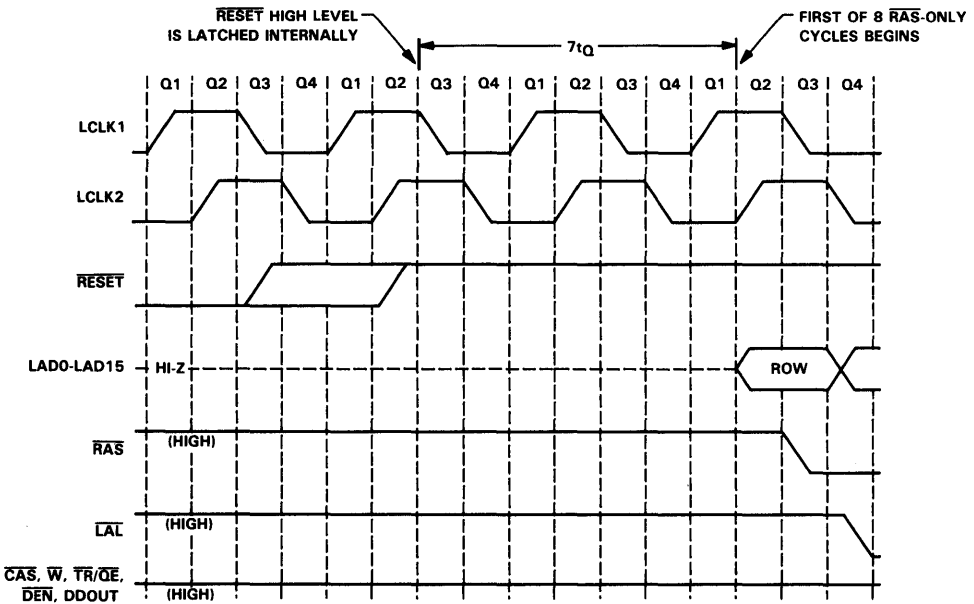 RESET HIGH LEVEL
IS LATCHED INTERNALLY
7tQ
FIRST OF 8 RAS-ONLY
CYCLES BEGINS
Q1 Q2 Q3 Q4 Q1 Q2 Q3 Q4 Q1 Q2 Q3 Q4 Q1 Q2 Q3 Q4
LCLK1
LCLK2
RESET
LAD0-LAD15 HI-Z ROW
RAS (HIGH)
LAL (HIGH)
CAS, W, TR/QE,
DEN, DDOUT (HIGH)